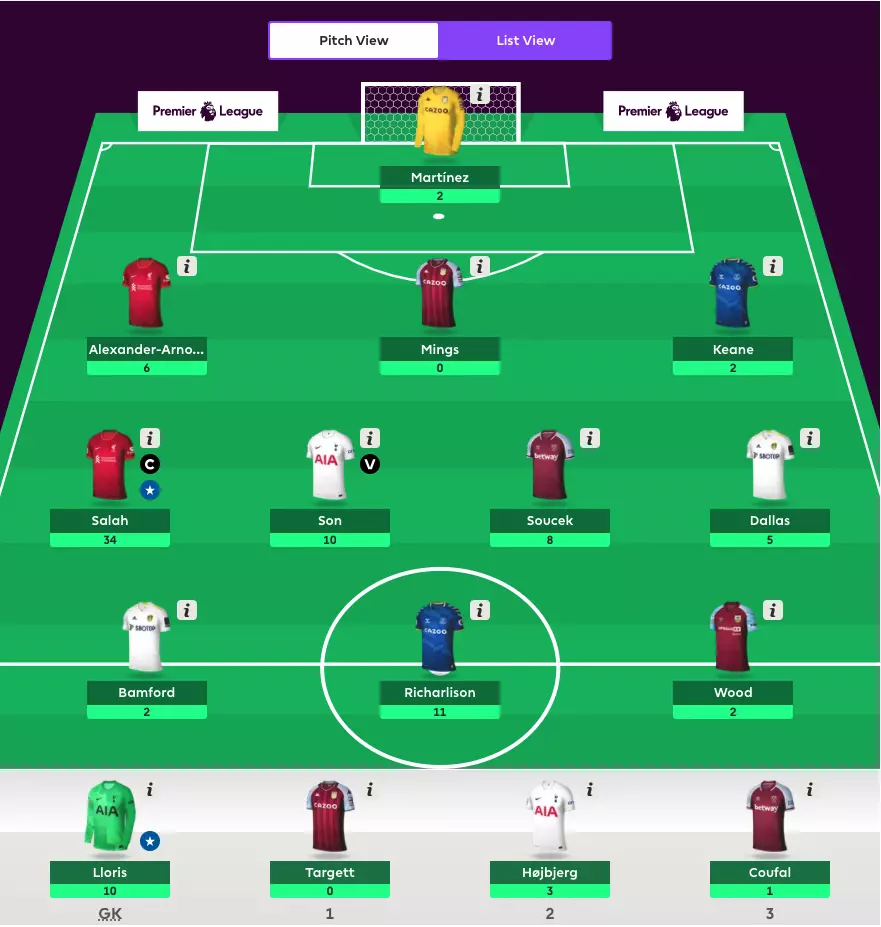 Pitch View
List View
Premier League
Premier League
CAZOO
Martínez
2
CAZOO
CAZOO
Alexander-Arno...
6
Mings
0
Keane
2
C
V
AIA
betway
SBOTOP
Salah
34
Son
10
Soucek
8
Dallas
5
SBOTOP
CAZOO
Bamford
2
Richarlison
11
Wood
2
AIA
CAZOO
AIA
betway
Lloris
10
Targett
0
Højbjerg
3
Coufal
1
GK
1
2
3